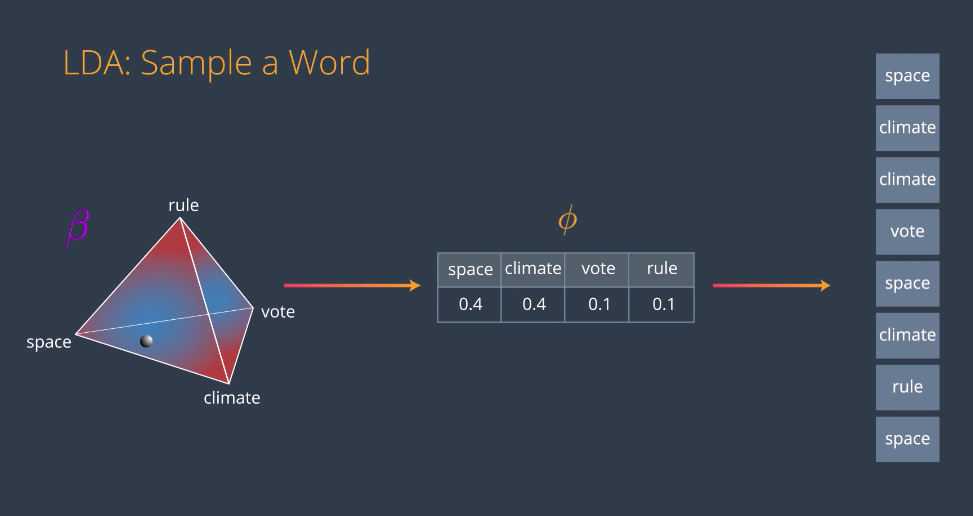 LDA: Sample a Word
β
rule
vote
space
climate
ϕ
space climate vote rule
0.4 0.4 0.1 0.1
space
climate
climate
vote
space
climate
rule
space